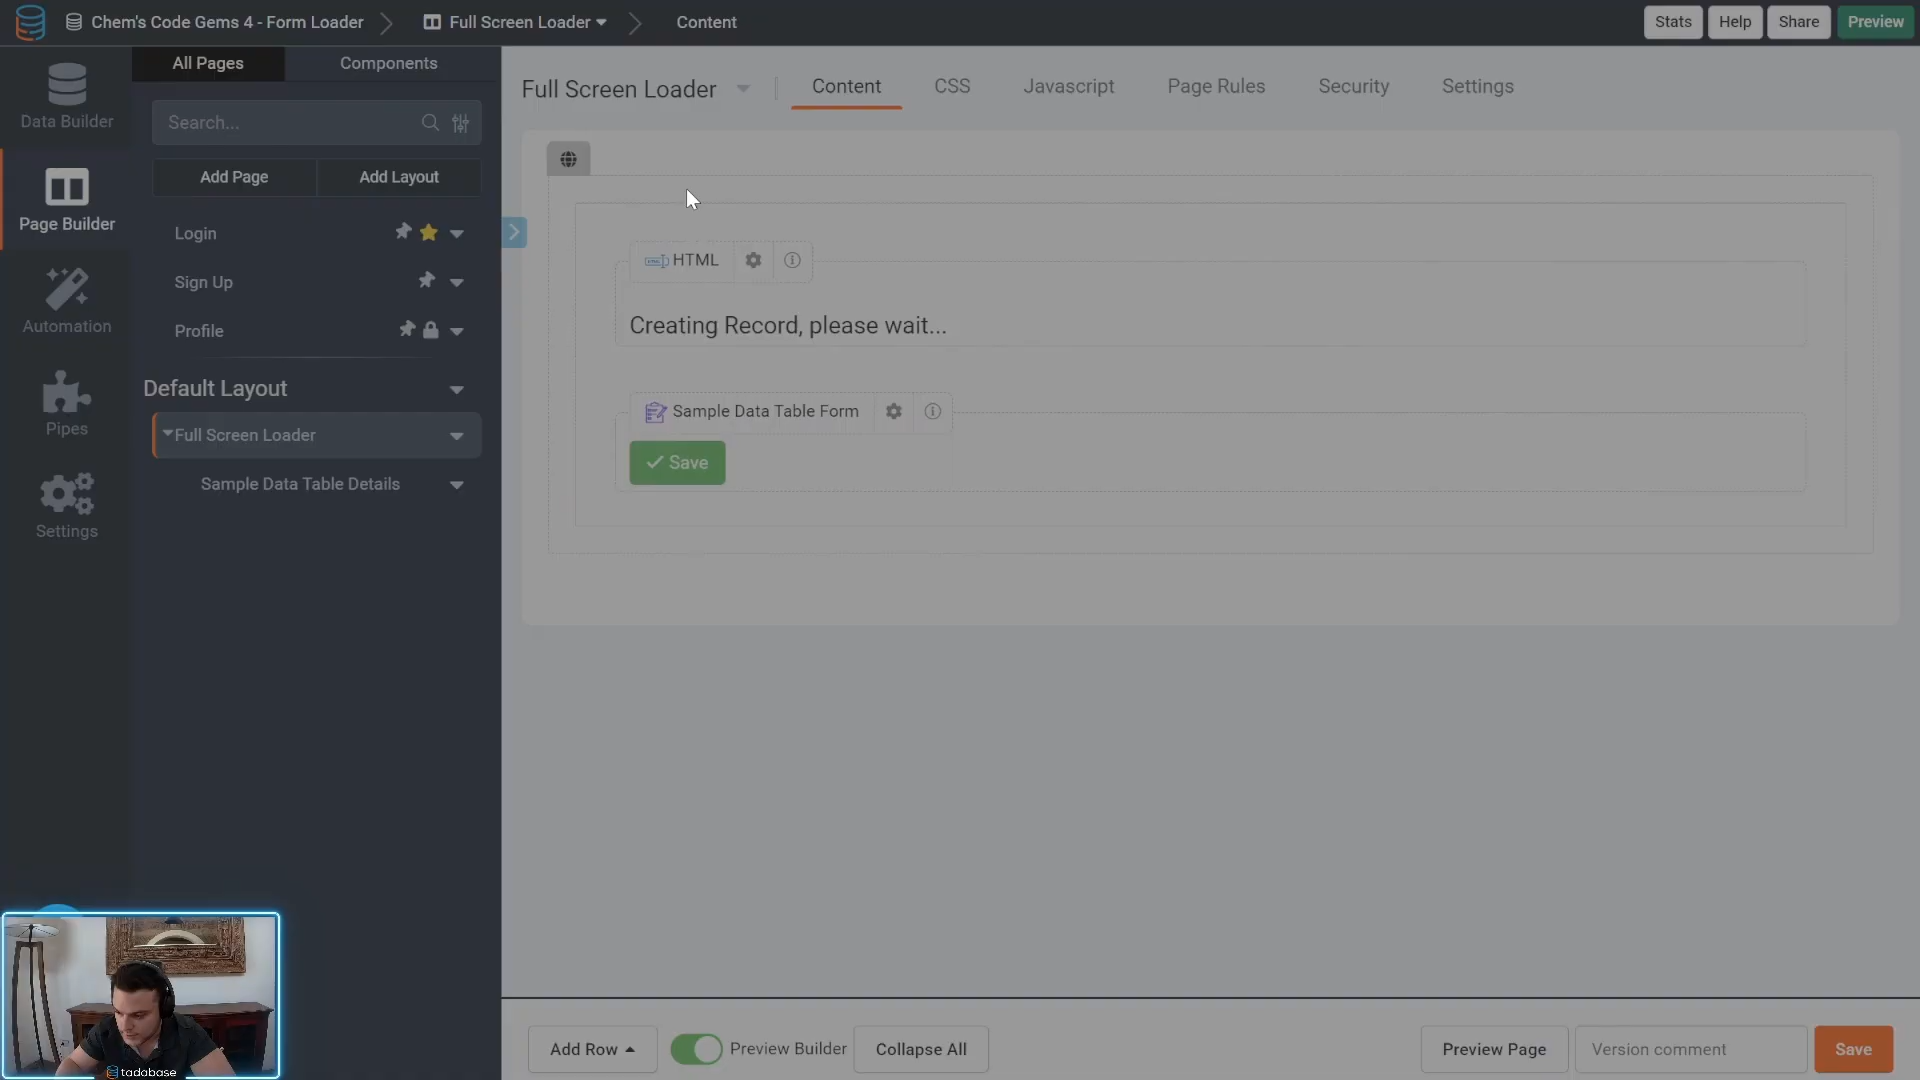 Chem's Code Gems 4 - Form Loader
Full Screen Loader
Content
Stats
Help
Share
Preview
Data Builder
Page Builder
Automation
Pipes
Settings
All Pages
Components
Search...
Add Page
Add Layout
Login
Sign Up
Profile
Default Layout
Full Screen Loader
Sample Data Table Details
Full Screen Loader
Content
CSS
Javascript
Page Rules
Security
Settings
HTML
Creating Record, please wait...
Sample Data Table Form
Save
Add Row
Preview Builder
Collapse All
Preview Page
Version comment
Save
tadabase